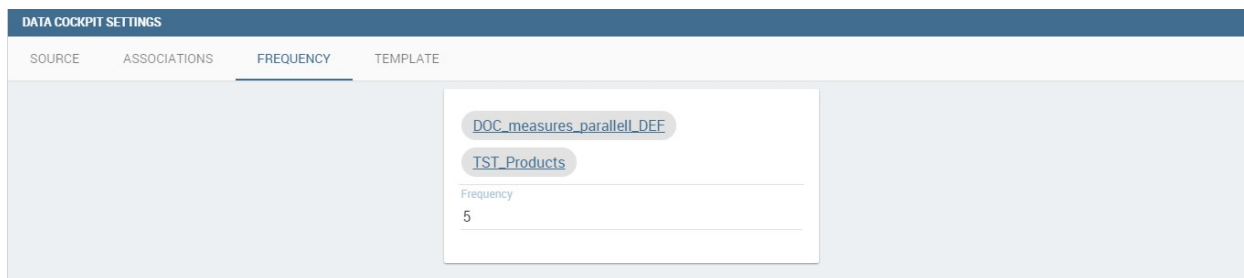 DATA COCKPIT SETTINGS
SOURCE ASSOCIATIONS FREQUENCY TEMPLATE
DOC_measures_parallell_DEF
TST_Products
Frequency
5